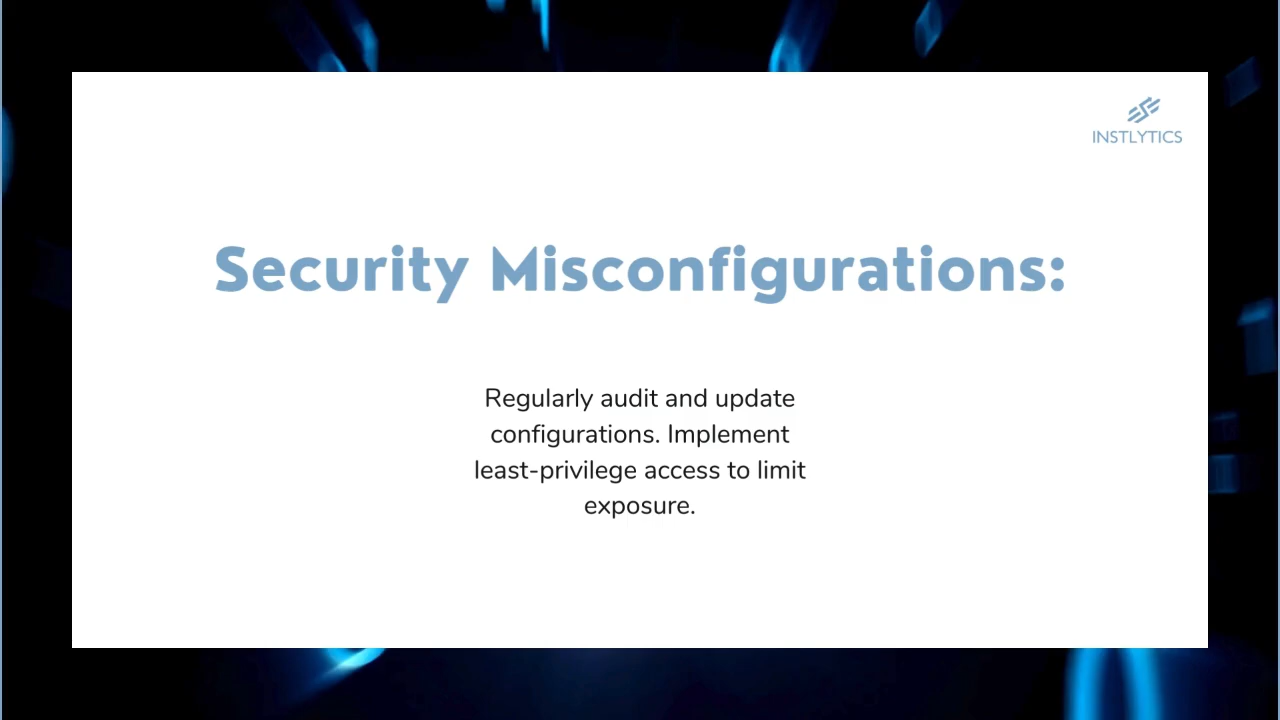 INSTLYTICS
Security Misconfigurations:
Regularly audit and update
configurations. Implement
least-privilege access to limit
exposure.